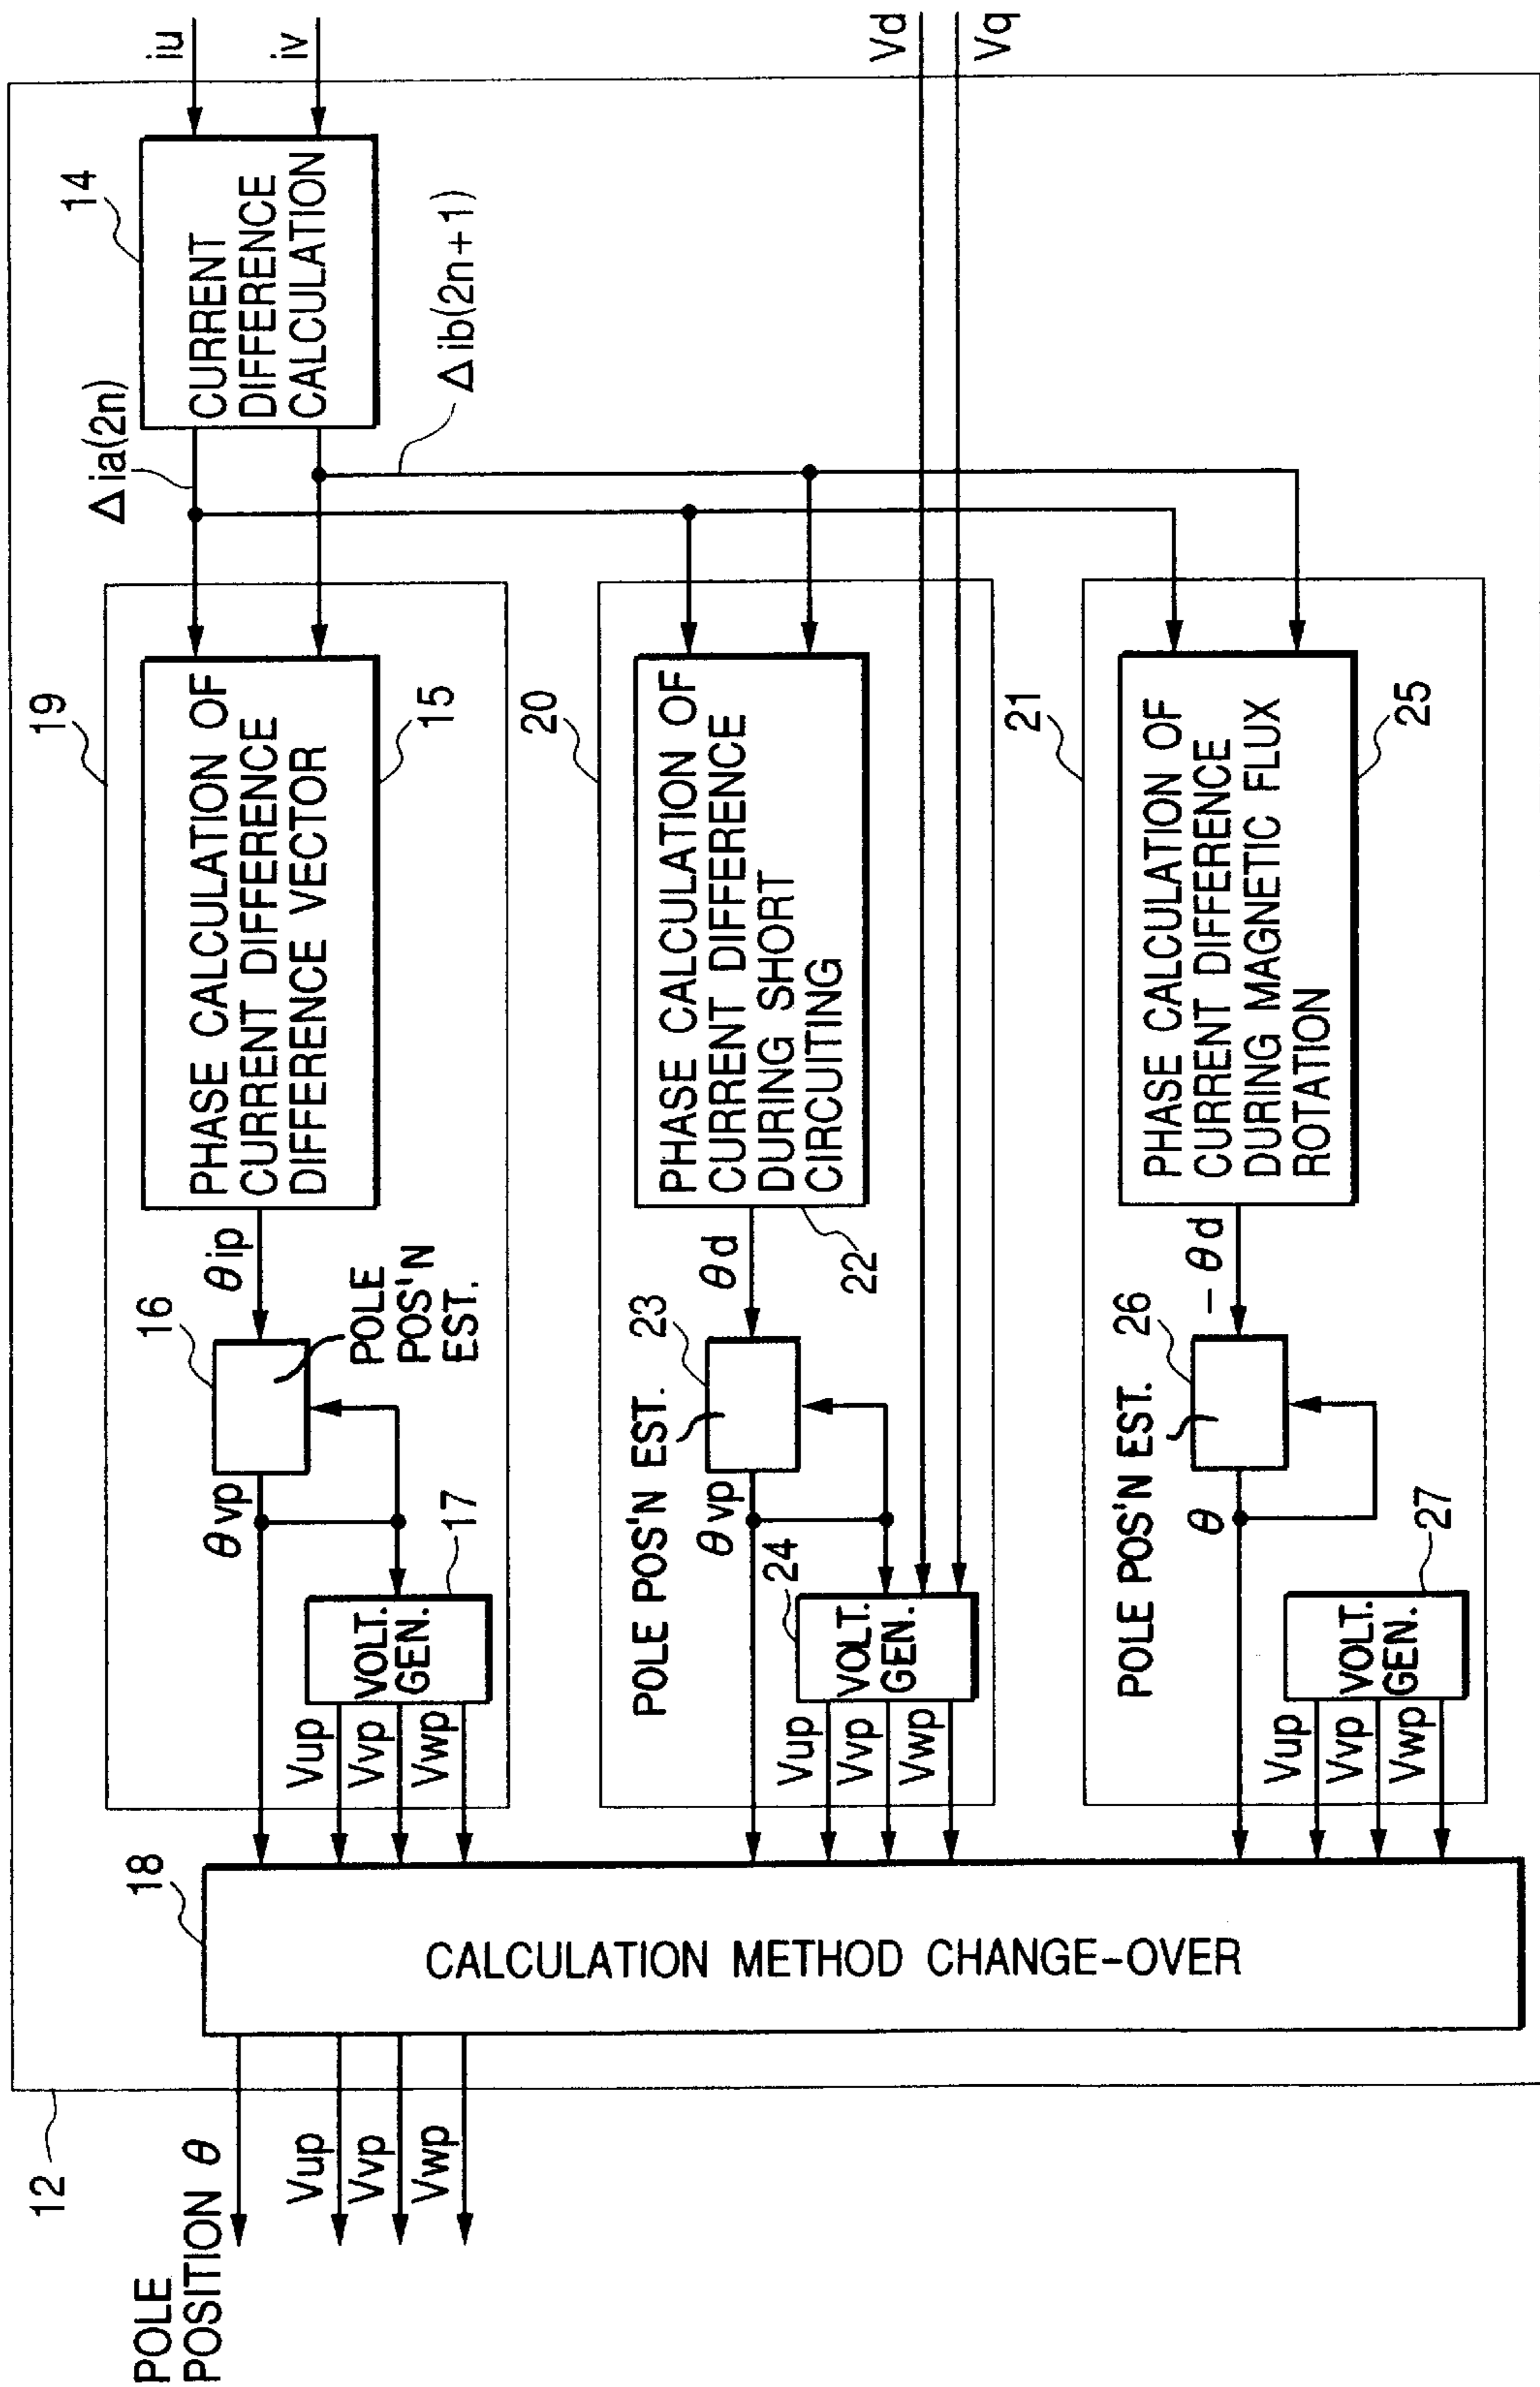 12
POLE
POSITION θ
Vup
Vvp
Vwp
18
CALCULATION METHOD CHANGE-OVER
19
θvp
Vup
Vvp
Vwp
VOLT.
GEN.
17
16
POLE
POS'N
EST.
θip
PHASE CALCULATION OF
CURRENT DIFFERENCE
DIFFERENCE VECTOR
15
Δia(2n)
14
CURRENT
DIFFERENCE
CALCULATION
Δib(2n+1)
iu
iv
20
POLE POS'N EST.
23
θvp
24
VOLT.
GEN.
Vup
Vvp
Vwp
θd
22
PHASE CALCULATION OF
CURRENT DIFFERENCE
DURING SHORT
CIRCUITING
Vd
Vq
21
POLE POS'N EST.
26
θ
VOLT.
GEN.
27
Vup
Vvp
Vwp
−θd
PHASE CALCULATION OF
CURRENT DIFFERENCE
DURING MAGNETIC FLUX
ROTATION
25